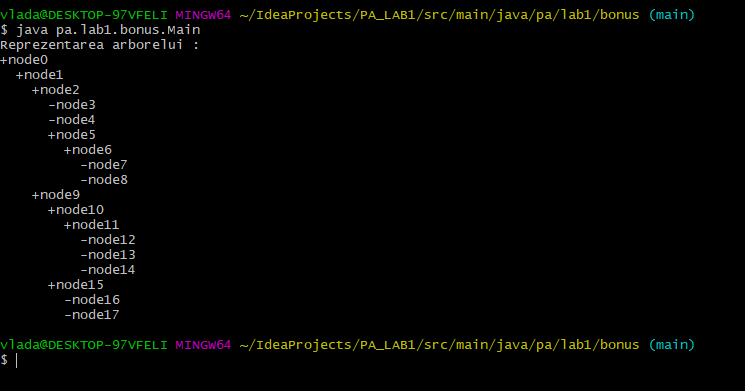 vlada@DESKTOP-97VFELI MINGW64 ~/IdeaProjects/PA_LAB1/src/main/java/pa/lab1/bonus (main)
$ java pa.lab1.bonus.Main
Reprezentarea arborelui :
+node0
  +node1
    +node2
      -node3
      -node4
      +node5
        +node6
          -node7
          -node8
    +node9
      +node10
        +node11
          -node12
          -node13
          -node14
      +node15
        -node16
        -node17

vlada@DESKTOP-97VFELI MINGW64 ~/IdeaProjects/PA_LAB1/src/main/java/pa/lab1/bonus (main)
$